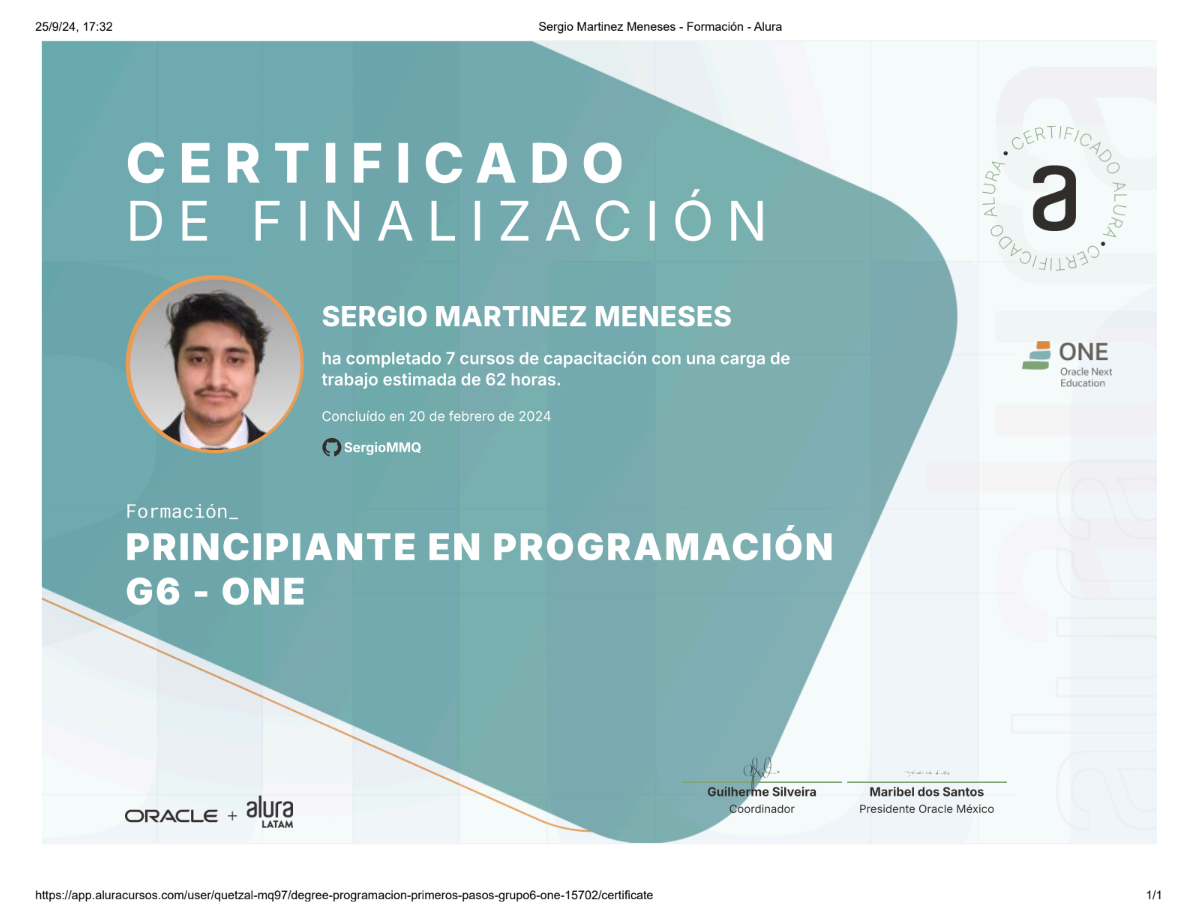 25/9/24, 17:32
Sergio Martinez Meneses - Formación - Alura
CERTIFICADO
DE FINALIZACIÓN
CERTIFICADO ALURA • CERTIFICADO ALURA •
a
SERGIO MARTINEZ MENESES
ha completado 7 cursos de capacitación con una carga de
trabajo estimada de 62 horas.
Concluído en 20 de febrero de 2024
SergioMMQ
ONE
Oracle Next
Education
Formación_
PRINCIPIANTE EN PROGRAMACIÓN
G6 - ONE
alura
alura
Guilherme Silveira
Coordinador
Maribel dos Santos
Presidente Oracle México
ORACLE + alura
LATAM
https://app.aluracursos.com/user/quetzal-mq97/degree-programacion-primeros-pasos-grupo6-one-15702/certificate
1/1